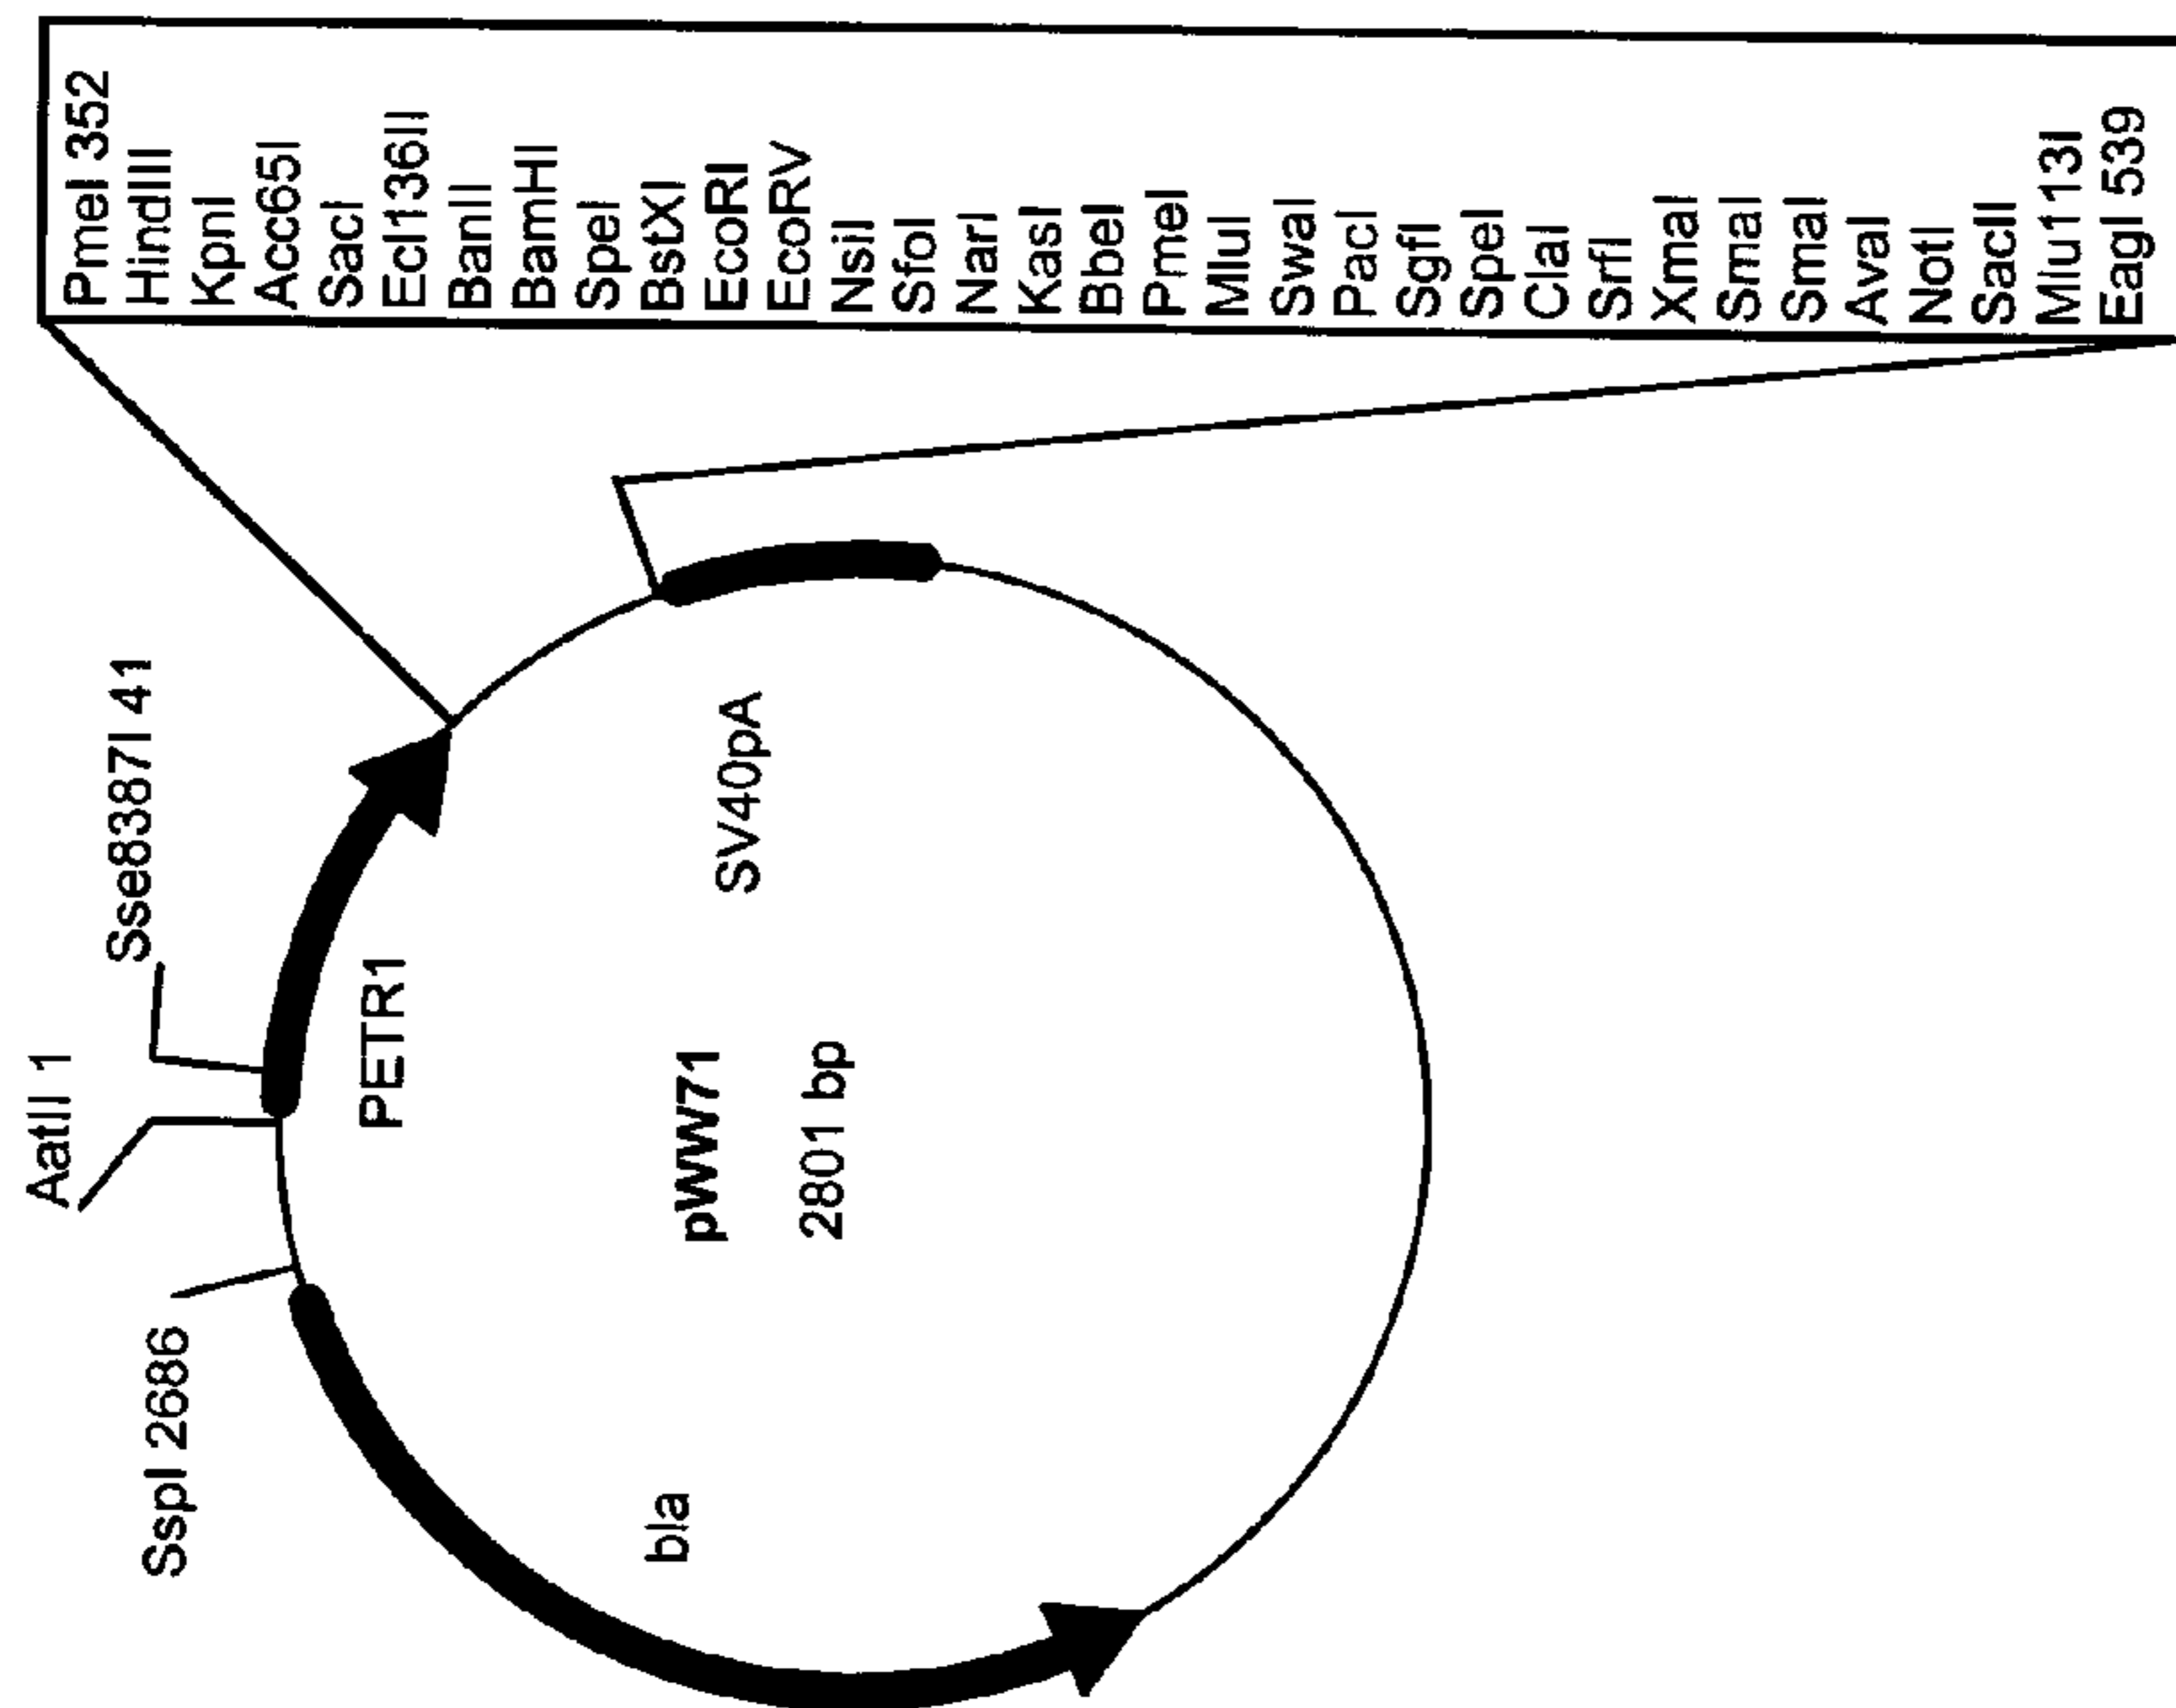 AatII 1
Sse8387I 41
SspI 2686
PETR1
pWW71
2801 bp
SV40pA
bla
PmeI 352
HindIII
KpnI
Acc65I
SacI
Ecl136II
BanII
BamHI
SpeI
BstXI
EcoRI
EcoRV
NsiI
SfoI
NarI
KasI
BbeI
PmeI
MluI
SwaI
PacI
SgfI
SpeI
ClaI
SrfI
XmaI
SmaI
SmaI
AvaI
NotI
SacII
Mlu113I
EagI 539